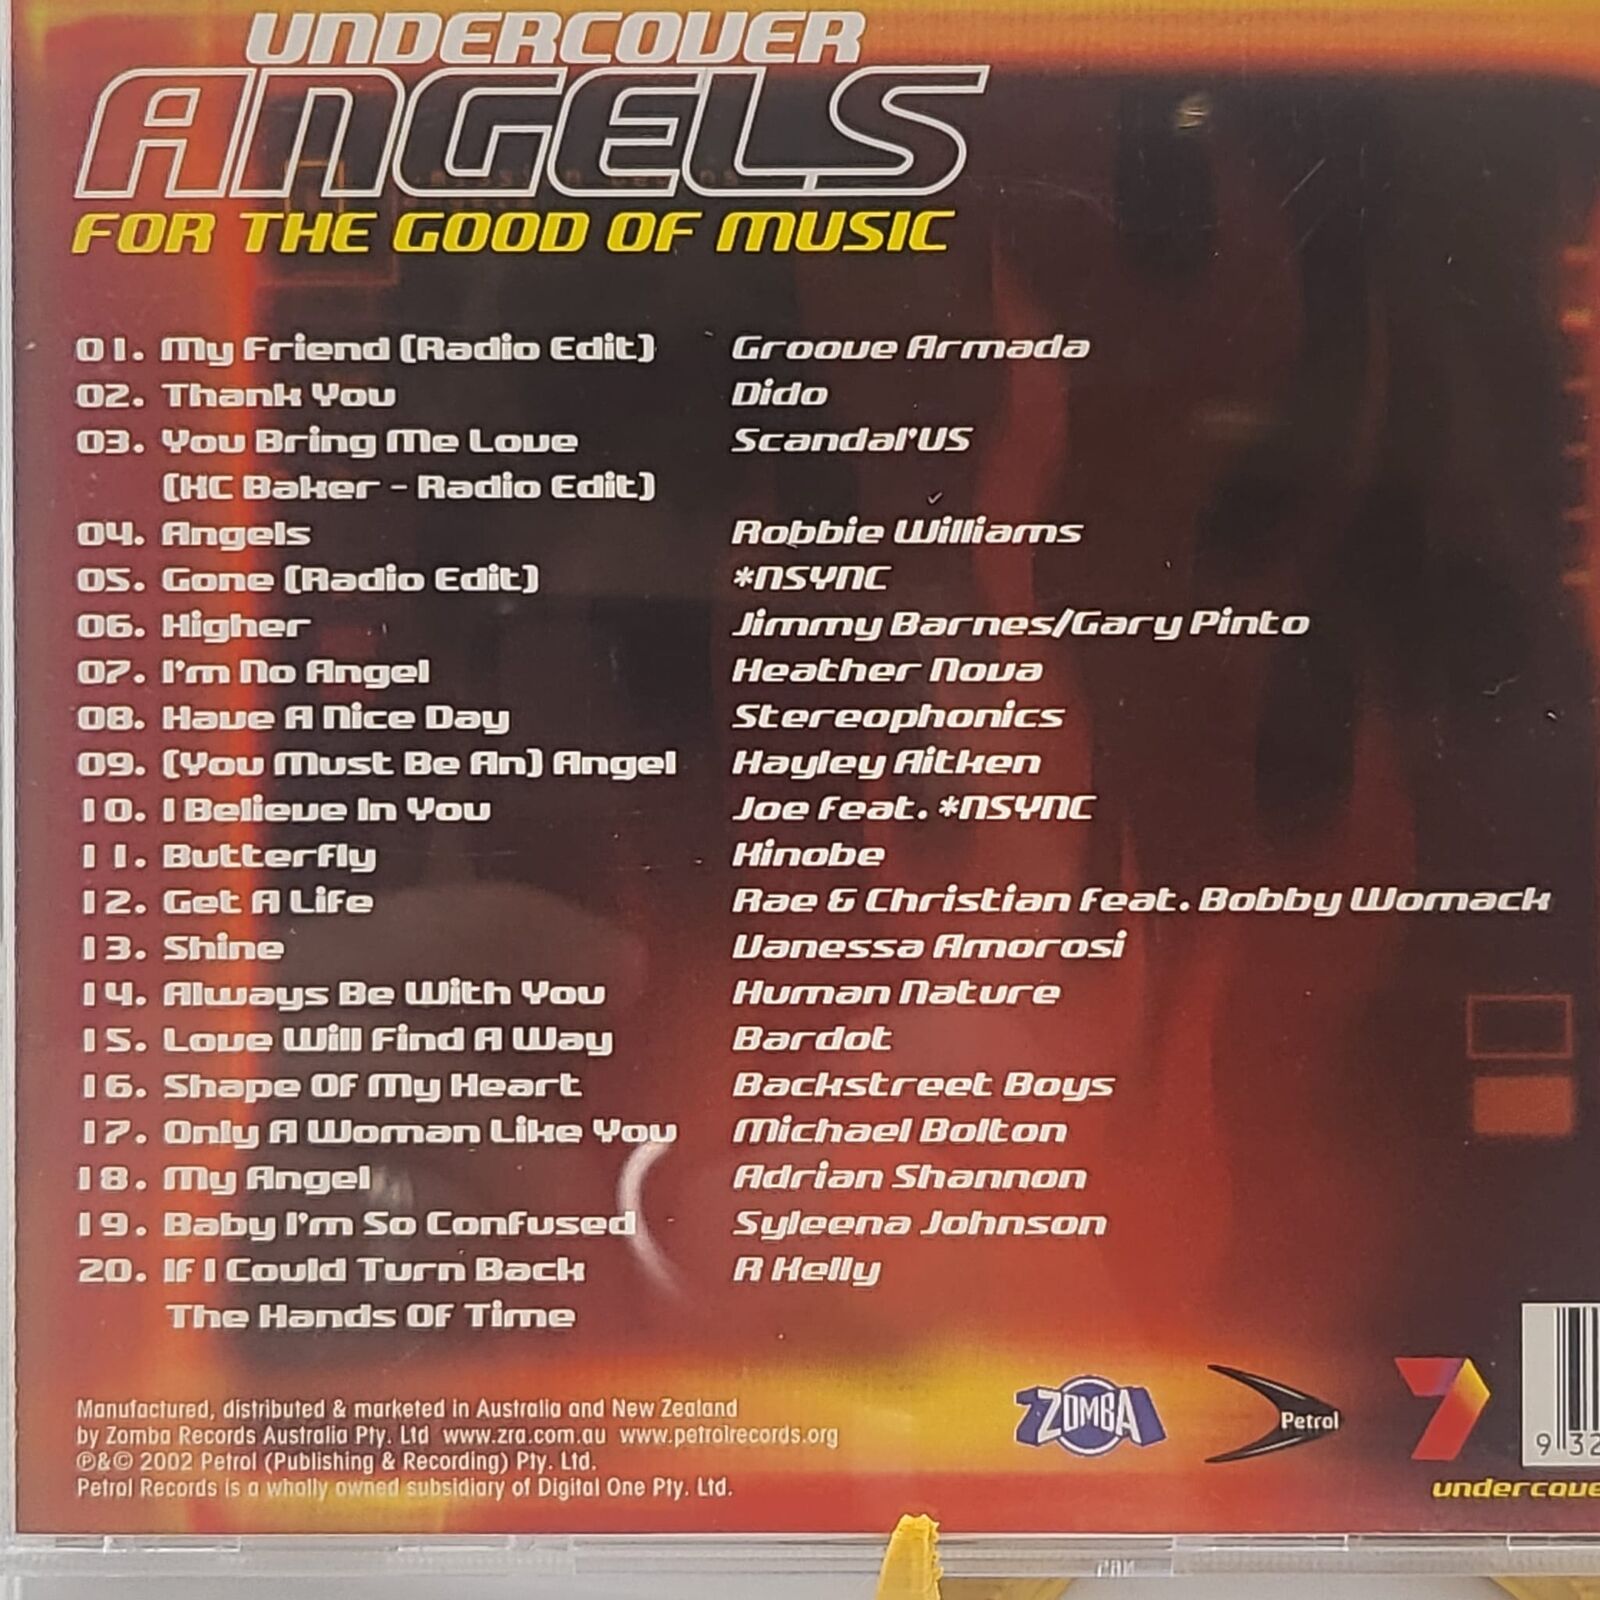 UNDERCOVER
ANGELS
FOR THE GOOD OF MUSIC
01. My Friend (Radio Edit) Groove Armada
02. Thank You Dido
03. You Bring Me Love Scandal'US
(KC Baker - Radio Edit)
04. Angels Robbie Williams
05. Gone (Radio Edit) *NSYNC
06. Higher Jimmy Barnes/Gary Pinto
07. I'm No Angel Heather Nova
08. Have A Nice Day Stereophonics
09. (You Must Be An) Angel Hayley Aitken
10. I Believe In You Joe feat. *NSYNC
11. Butterfly Kinobe
12. Get A Life Rae & Christian feat. Bobby Womack
13. Shine Vanessa Amorosi
14. Always Be With You Human Nature
15. Love Will Find A Way Bardot
16. Shape Of My Heart Backstreet Boys
17. Only A Woman Like You Michael Bolton
18. My Angel Adrian Shannon
19. Baby I'm So Confused Syleena Johnson
20. If I Could Turn Back R Kelly
The Hands Of Time
Manufactured, distributed & marketed in Australia and New Zealand
by Zomba Records Australia Pty. Ltd www.zra.com.au www.petrolrecords.org
℗&© 2002 Petrol (Publishing & Recording) Pty. Ltd.
Petrol Records is a wholly owned subsidiary of Digital One Pty. Ltd.
ZOMBA
Petrol
7
9 32
undercove